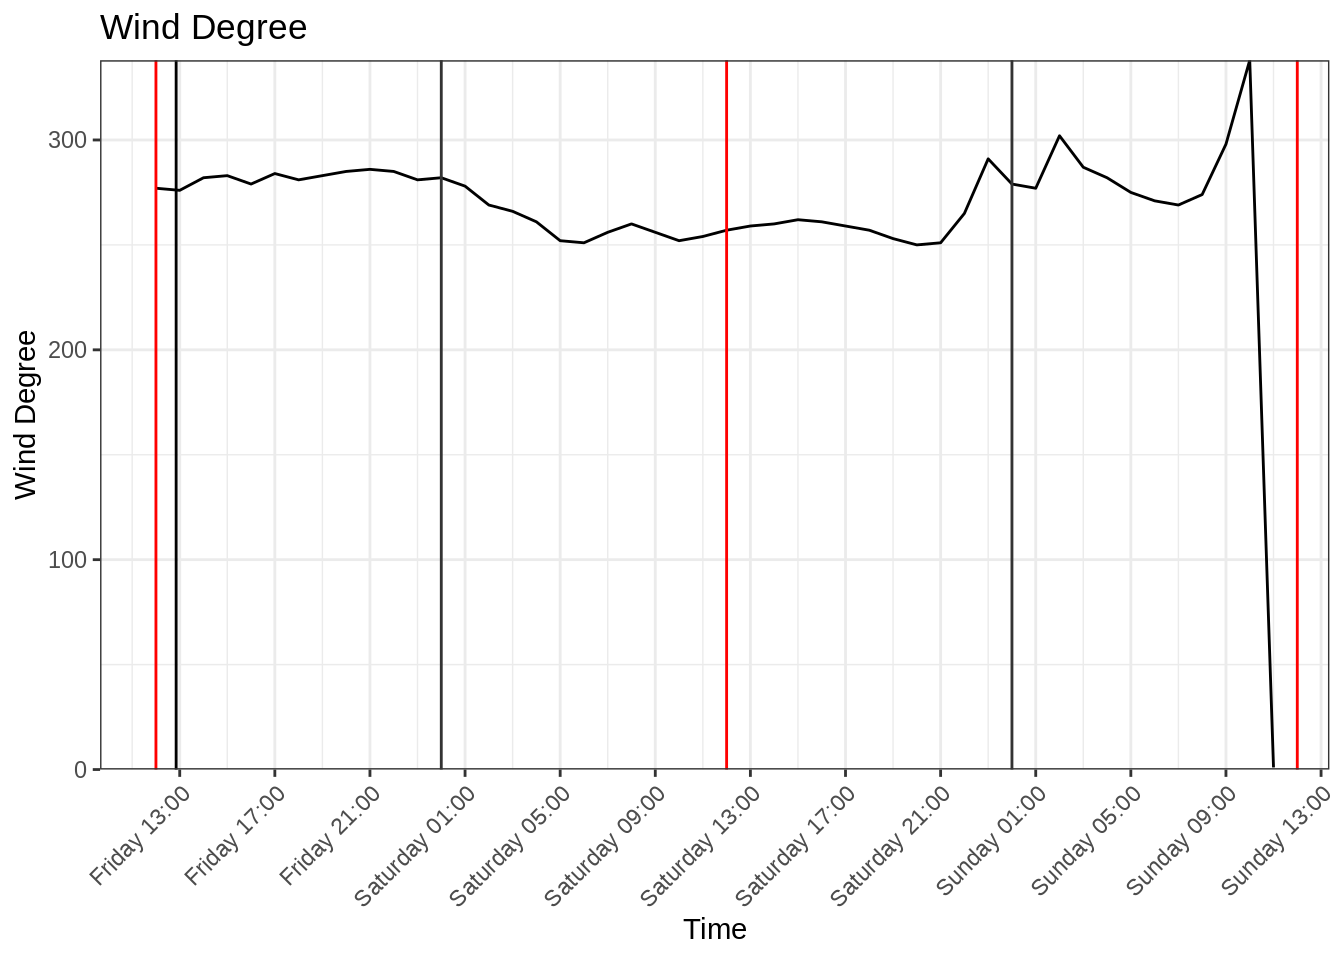 Wind Degree
Wind Degree
300
200
100
0
Friday 13:00
Friday 17:00
Friday 21:00
Saturday 01:00
Saturday 05:00
Saturday 09:00
Saturday 13:00
Saturday 17:00
Saturday 21:00
Sunday 01:00
Sunday 05:00
Sunday 09:00
Sunday 13:00
Time